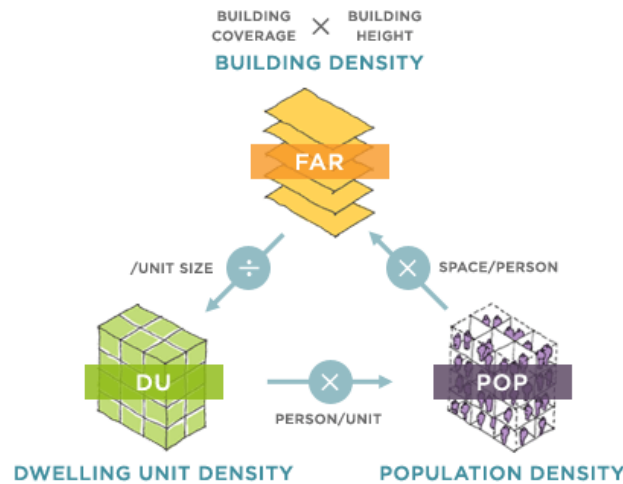 BUILDING COVERAGE × BUILDING HEIGHT
BUILDING DENSITY
FAR
/UNIT SIZE
÷
×
SPACE/PERSON
DU
×
POP
PERSON/UNIT
DWELLING UNIT DENSITY
POPULATION DENSITY